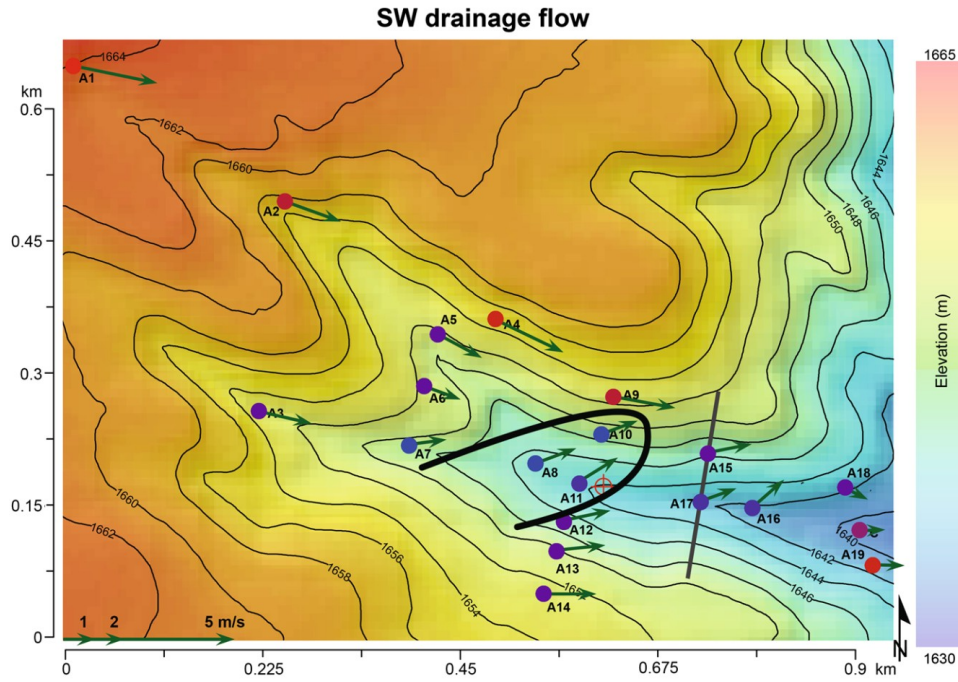 SW drainage flow
km
0.6
0.45
0.3
0.15
0
0
0.225
0.45
0.675
0.9
km
1
2
5 m/s
N
1665
Elevation (m)
1630
A1
A2
A3
A4
A5
A6
A7
A8
A9
A10
A11
A12
A13
A14
A15
A16
A17
A18
A19
1664
1662
1660
1644
1646
1648
1650
1660
1662
1658
1656
1654
1640
1642
1644
1646